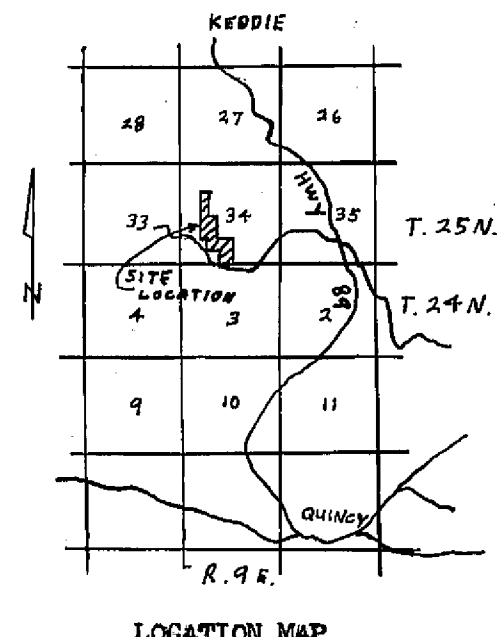 KEDDIE
28 27 26
HWY
33 34 35
T. 25 N.
SITE
LOCATION
N
89
T. 24 N.
4 3 2
9 10 11
QUINCY
R. 9 E.
LOCATION MAP